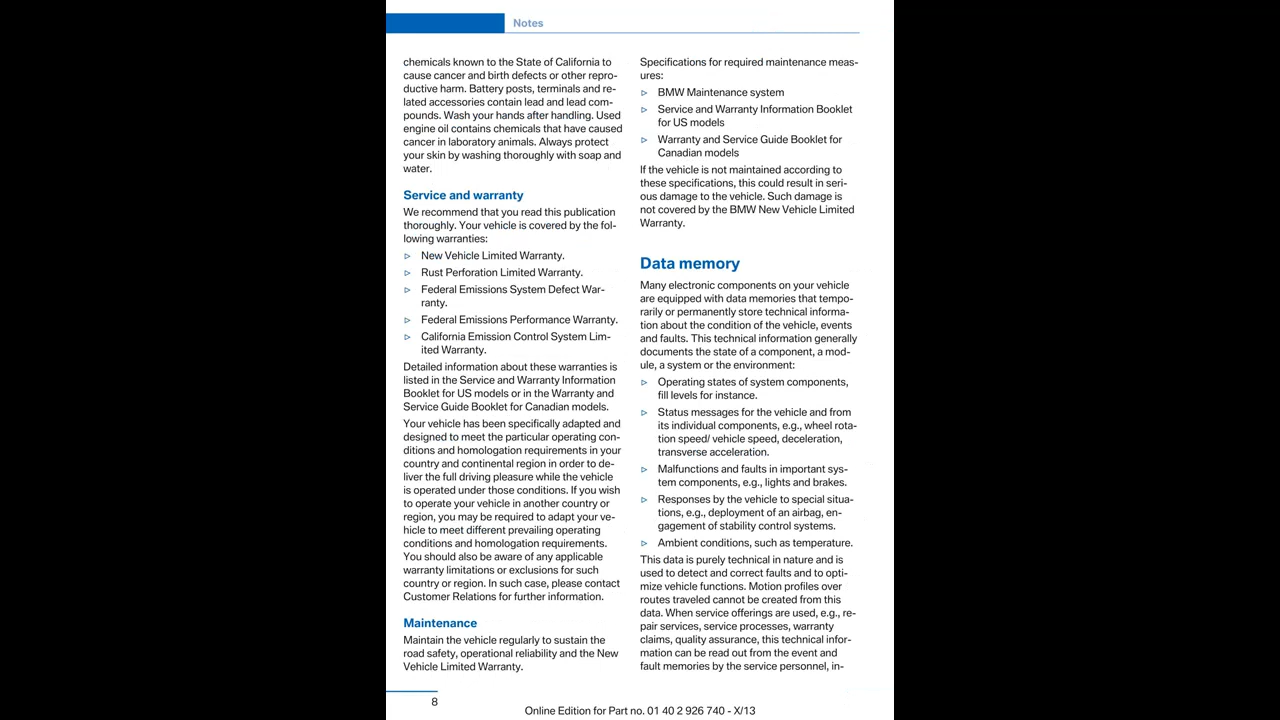 Notes
chemicals known to the State of California to
cause cancer and birth defects or other repro-
ductive harm. Battery posts, terminals and re-
lated accessories contain lead and lead com-
pounds. Wash your hands after handling. Used
engine oil contains chemicals that have caused
cancer in laboratory animals. Always protect
your skin by washing thoroughly with soap and
water.
Service and warranty
We recommend that you read this publication
thoroughly. Your vehicle is covered by the fol-
lowing warranties:
▷ New Vehicle Limited Warranty.
▷ Rust Perforation Limited Warranty.
▷ Federal Emissions System Defect War-
ranty.
▷ Federal Emissions Performance Warranty.
▷ California Emission Control System Lim-
ited Warranty.
Detailed information about these warranties is
listed in the Service and Warranty Information
Booklet for US models or in the Warranty and
Service Guide Booklet for Canadian models.
Your vehicle has been specifically adapted and
designed to meet the particular operating con-
ditions and homologation requirements in your
country and continental region in order to de-
liver the full driving pleasure while the vehicle
is operated under those conditions. If you wish
to operate your vehicle in another country or
region, you may be required to adapt your ve-
hicle to meet different prevailing operating
conditions and homologation requirements.
You should also be aware of any applicable
warranty limitations or exclusions for such
country or region. In such case, please contact
Customer Relations for further information.
Maintenance
Maintain the vehicle regularly to sustain the
road safety, operational reliability and the New
Vehicle Limited Warranty.
Specifications for required maintenance meas-
ures:
▷ BMW Maintenance system
▷ Service and Warranty Information Booklet
for US models
▷ Warranty and Service Guide Booklet for
Canadian models
If the vehicle is not maintained according to
these specifications, this could result in seri-
ous damage to the vehicle. Such damage is
not covered by the BMW New Vehicle Limited
Warranty.
Data memory
Many electronic components on your vehicle
are equipped with data memories that tempo-
rarily or permanently store technical informa-
tion about the condition of the vehicle, events
and faults. This technical information generally
documents the state of a component, a mod-
ule, a system or the environment:
▷ Operating states of system components,
fill levels for instance.
▷ Status messages for the vehicle and from
its individual components, e.g., wheel rota-
tion speed/ vehicle speed, deceleration,
transverse acceleration.
▷ Malfunctions and faults in important sys-
tem components, e.g., lights and brakes.
▷ Responses by the vehicle to special situa-
tions, e.g., deployment of an airbag, en-
gagement of stability control systems.
▷ Ambient conditions, such as temperature.
This data is purely technical in nature and is
used to detect and correct faults and to opti-
mize vehicle functions. Motion profiles over
routes traveled cannot be created from this
data. When service offerings are used, e.g., re-
pair services, service processes, warranty
claims, quality assurance, this technical infor-
mation can be read out from the event and
fault memories by the service personnel, in-
8
Online Edition for Part no. 01 40 2 926 740 - X/13